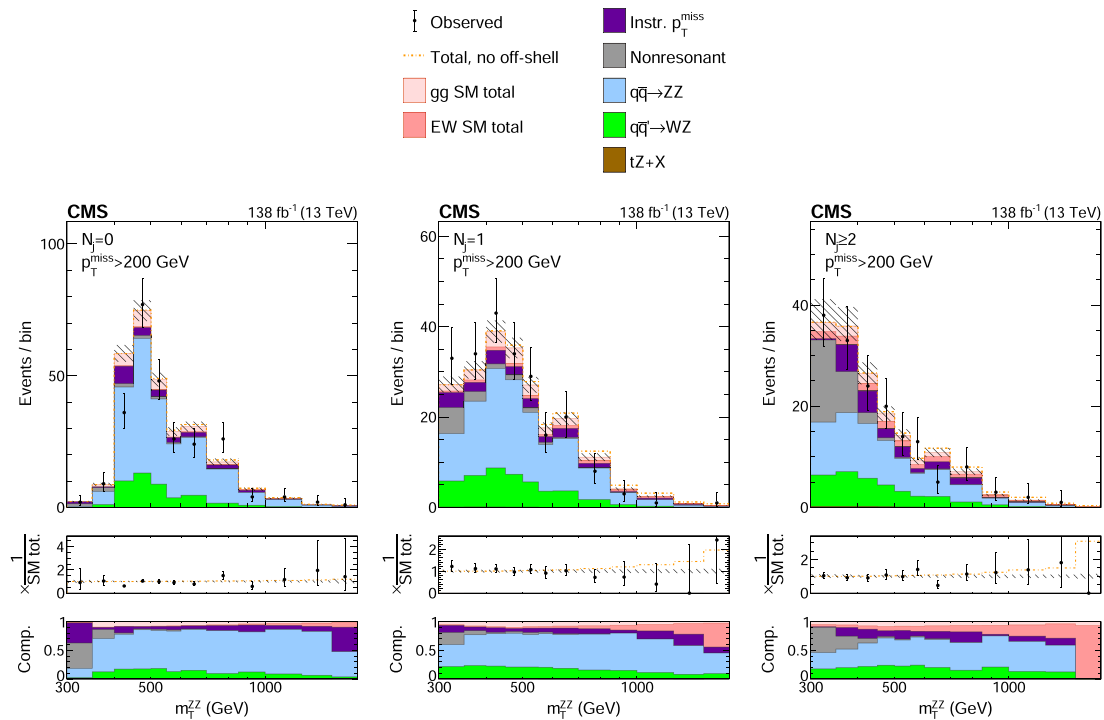 Observed
Total, no off-shell
gg SM total
EW SM total
Instr. p_T^miss
Nonresonant
qq̅→ZZ
qq̅'→WZ
tZ+X
CMS 138 fb⁻¹ (13 TeV)
N_j=0
p_T^miss>200 GeV
Events / bin
100
50
0
× 1/SM tot.
4
2
0
Comp.
1
0.5
0
300 500 1000
m_T^ZZ (GeV)
CMS 138 fb⁻¹ (13 TeV)
N_j=1
p_T^miss>200 GeV
Events / bin
60
40
20
0
× 1/SM tot.
2
1
0
Comp.
1
0.5
0
300 500 1000
m_T^ZZ (GeV)
CMS 138 fb⁻¹ (13 TeV)
N_j≥2
p_T^miss>200 GeV
Events / bin
40
20
0
× 1/SM tot.
2
0
Comp.
1
0.5
0
300 500 1000
m_T^ZZ (GeV)